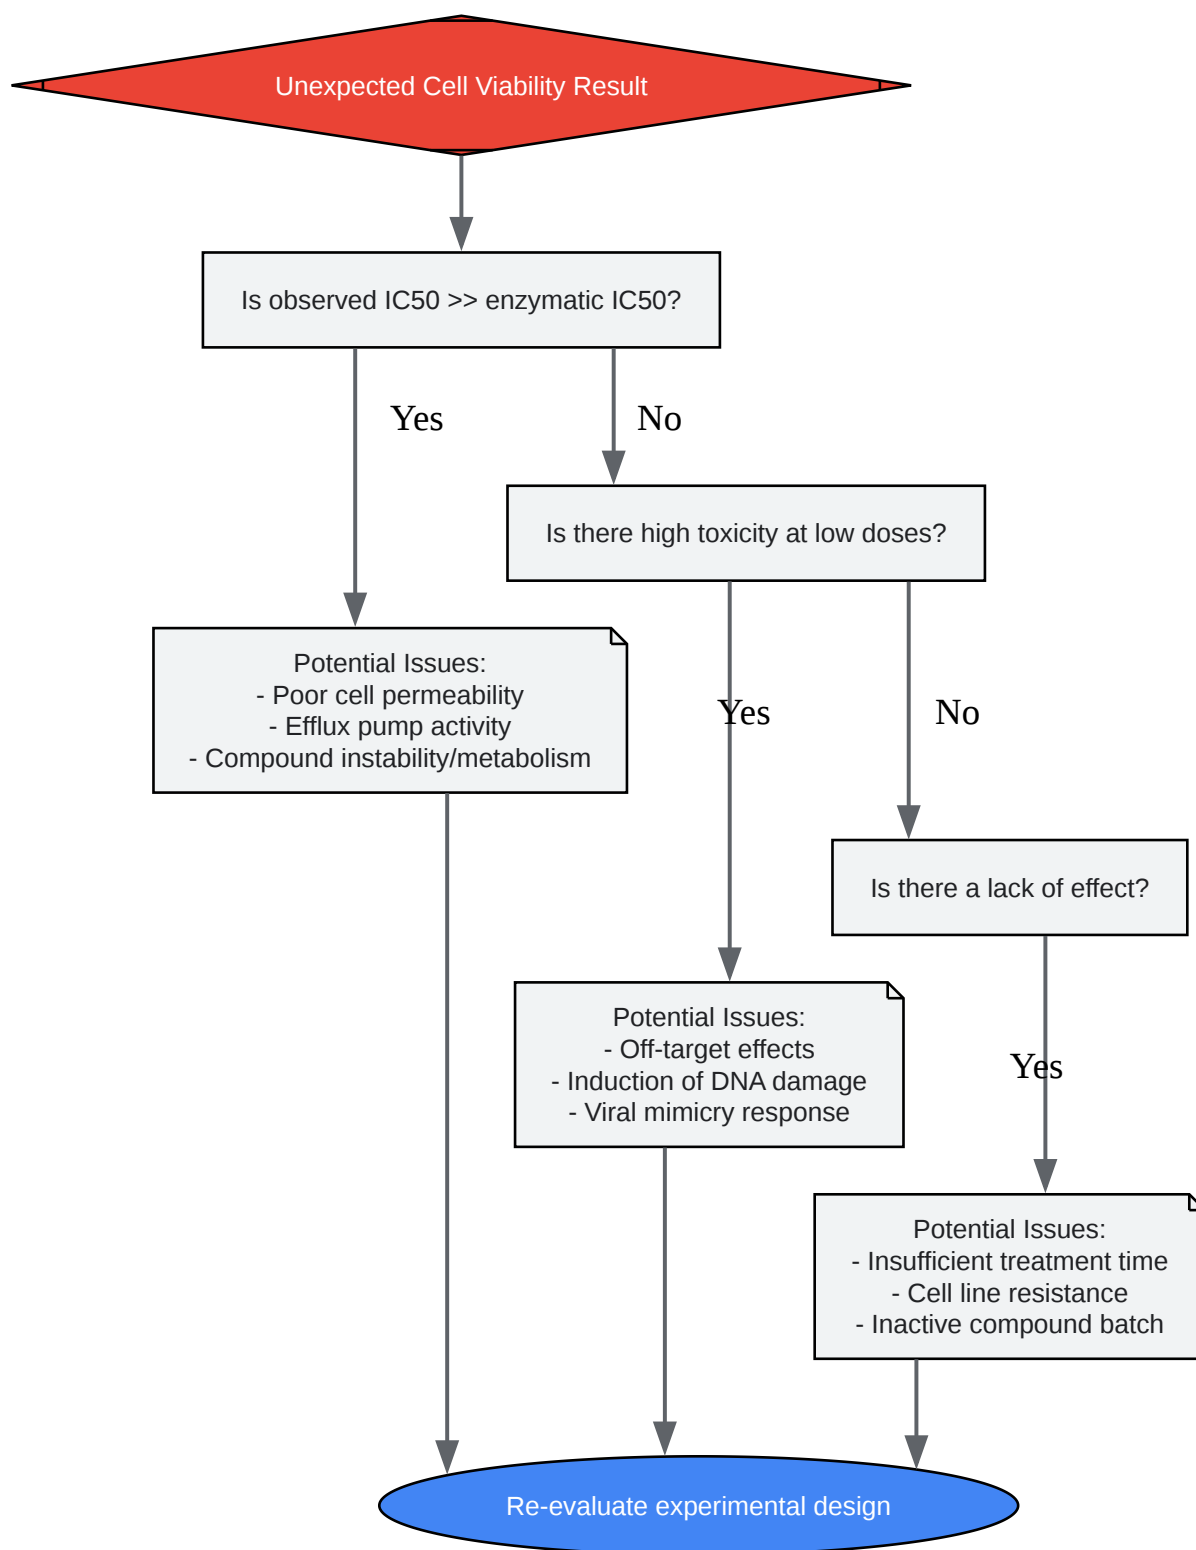 Unexpected Cell Viability Result
Is observed IC50 >> enzymatic IC50?
Yes
No
Is there high toxicity at low doses?
Potential Issues:
- Poor cell permeability
- Efflux pump activity
- Compound instability/metabolism
Yes
No
Is there a lack of effect?
Potential Issues:
- Off-target effects
- Induction of DNA damage
- Viral mimicry response
Yes
Potential Issues:
- Insufficient treatment time
- Cell line resistance
- Inactive compound batch
Re-evaluate experimental design